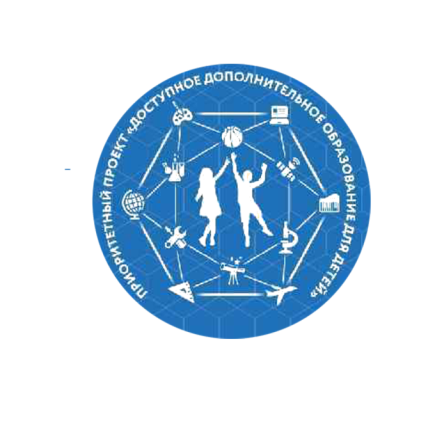 ПРИОРИТЕТНЫЙ ПРОЕКТ «ДОСТУПНОЕ ДОПОЛНИТЕЛЬНОЕ ОБРАЗОВАНИЕ ДЛЯ ДЕТЕЙ»